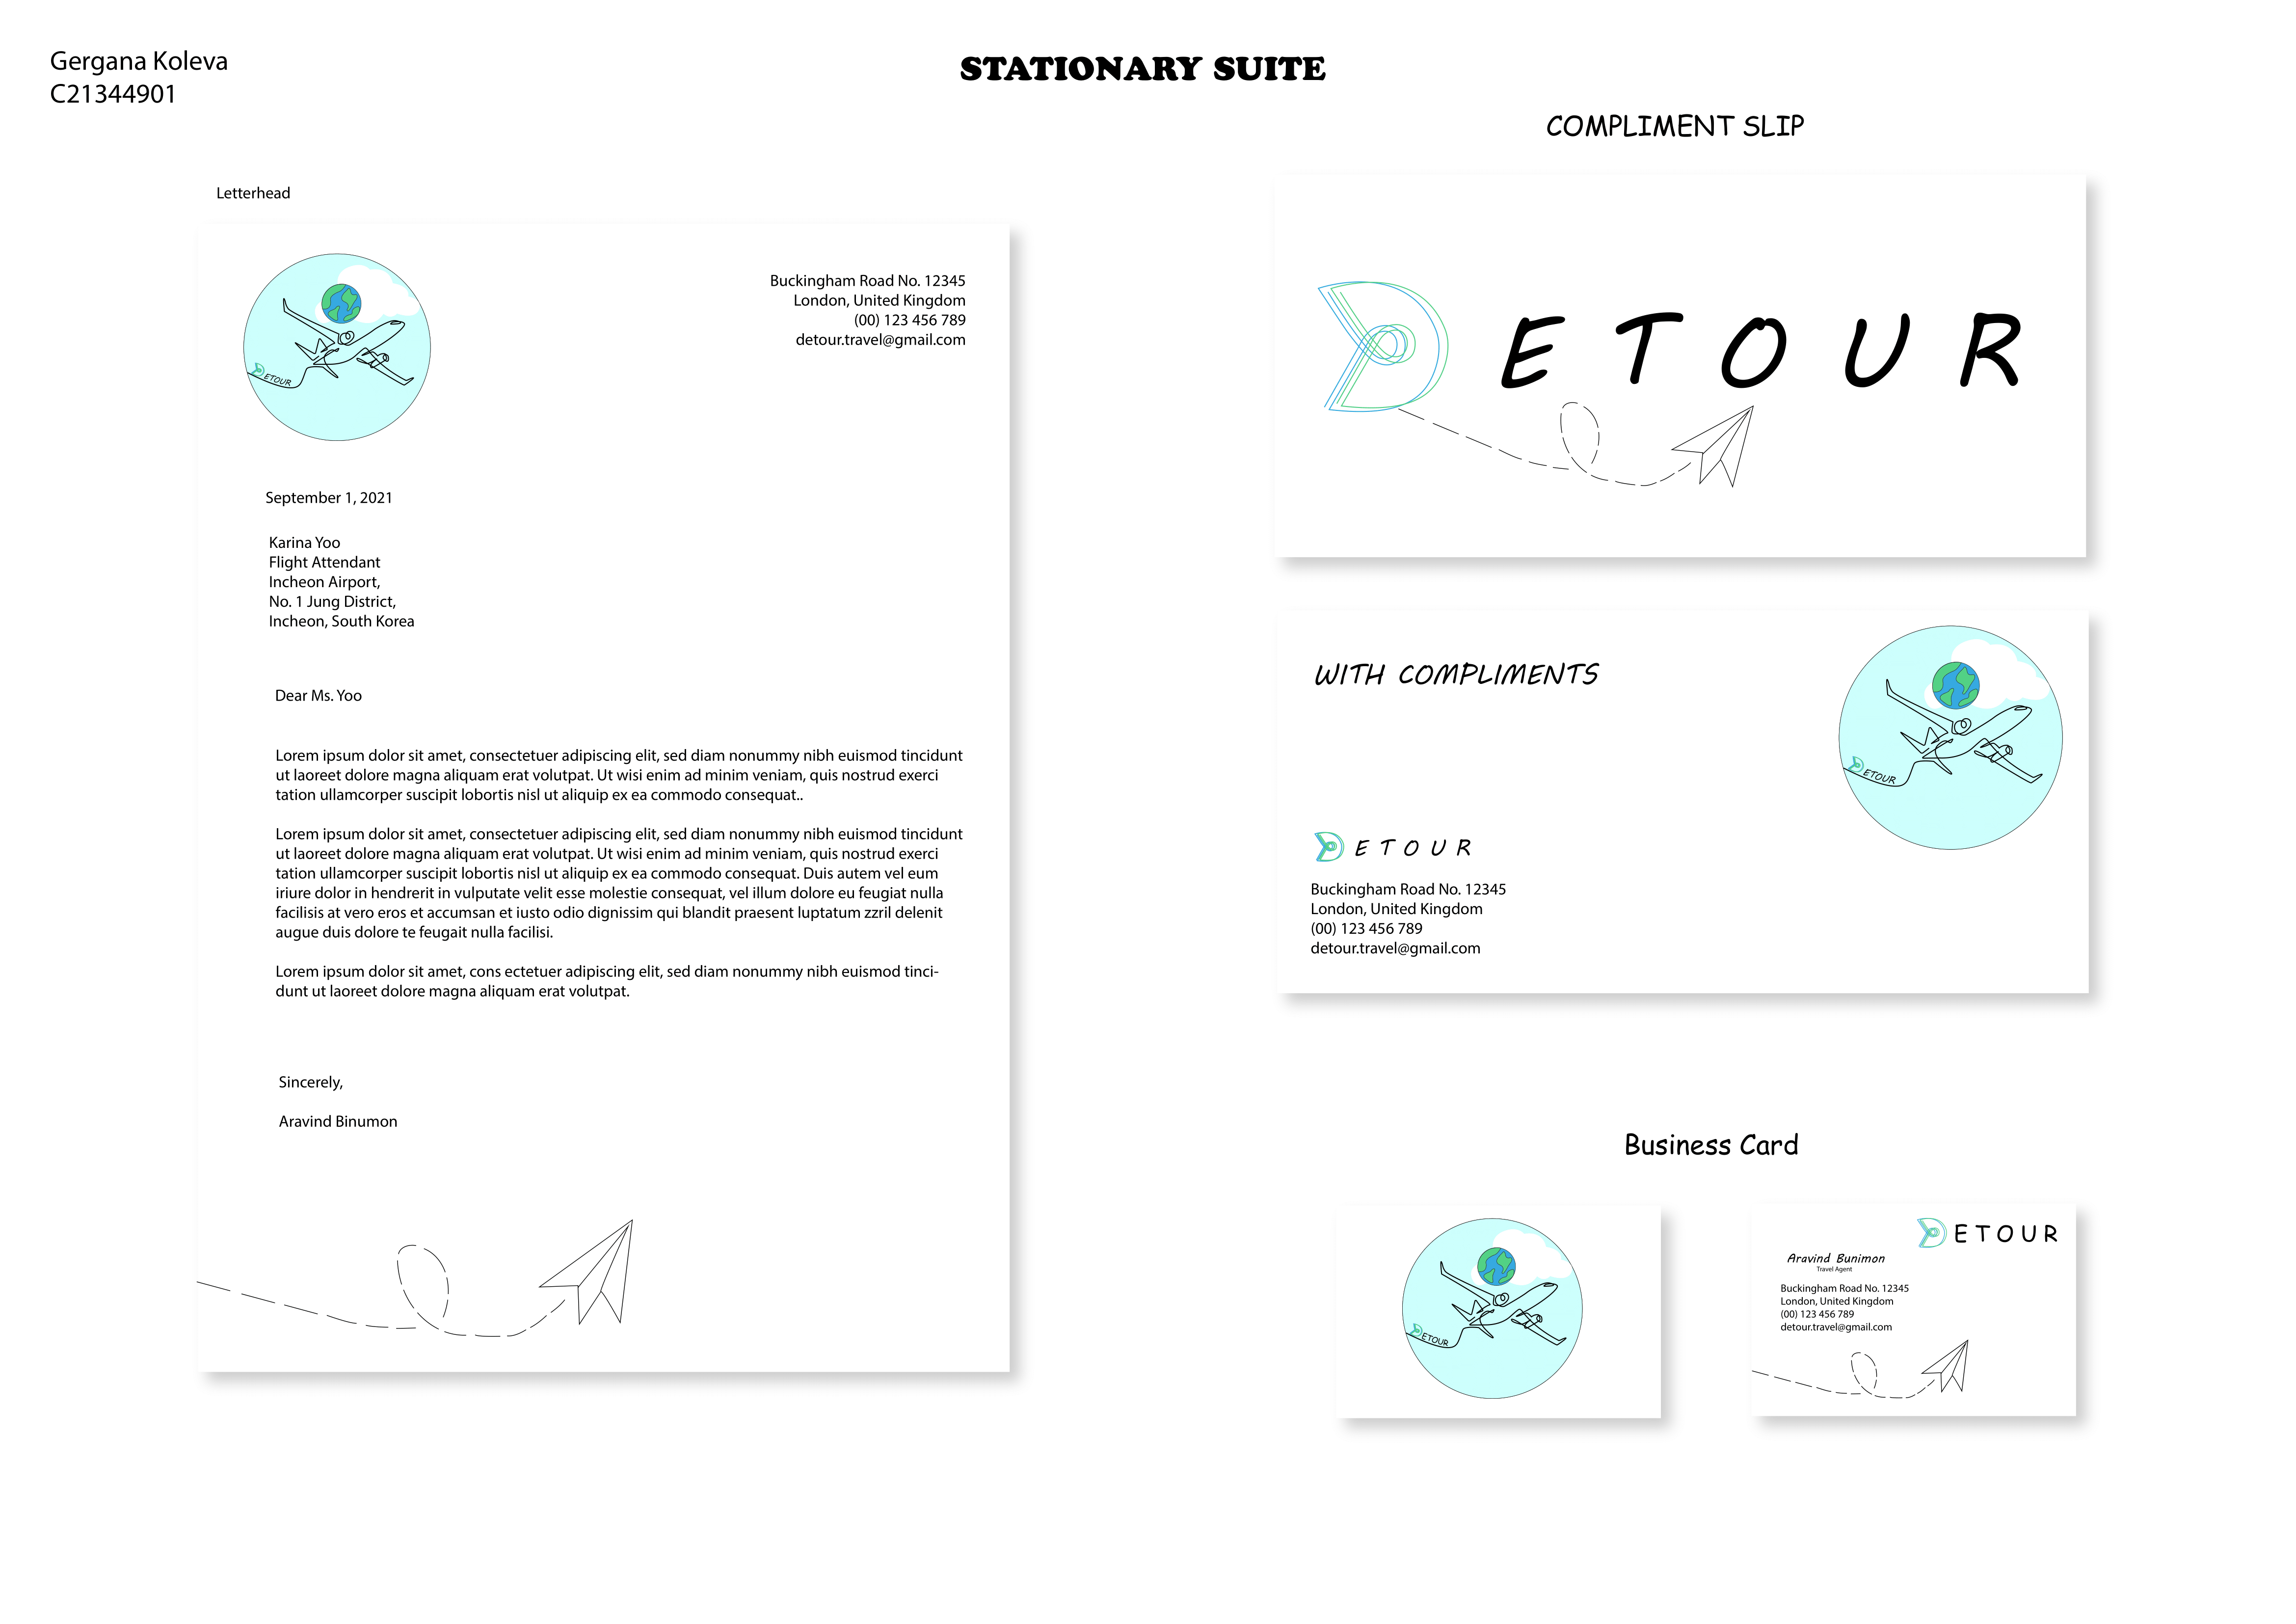 Gergana Koleva
C21344901
STATIONARY SUITE
Letterhead
DETOUR
Buckingham Road No. 12345
London, United Kingdom
(00) 123 456 789
detour.travel@gmail.com
September 1, 2021
Karina Yoo
Flight Attendant
Incheon Airport,
No. 1 Jung District,
Incheon, South Korea
Dear Ms. Yoo
Lorem ipsum dolor sit amet, consectetuer adipiscing elit, sed diam nonummy nibh euismod tincidunt
ut laoreet dolore magna aliquam erat volutpat. Ut wisi enim ad minim veniam, quis nostrud exerci
tation ullamcorper suscipit lobortis nisl ut aliquip ex ea commodo consequat..
Lorem ipsum dolor sit amet, consectetuer adipiscing elit, sed diam nonummy nibh euismod tincidunt
ut laoreet dolore magna aliquam erat volutpat. Ut wisi enim ad minim veniam, quis nostrud exerci
tation ullamcorper suscipit lobortis nisl ut aliquip ex ea commodo consequat. Duis autem vel eum
iriure dolor in hendrerit in vulputate velit esse molestie consequat, vel illum dolore eu feugiat nulla
facilisis at vero eros et accumsan et iusto odio dignissim qui blandit praesent luptatum zzril delenit
augue duis dolore te feugait nulla facilisi.
Lorem ipsum dolor sit amet, cons ectetuer adipiscing elit, sed diam nonummy nibh euismod tinci-
dunt ut laoreet dolore magna aliquam erat volutpat.
Sincerely,
Aravind Binumon
COMPLIMENT SLIP
DETOUR
WITH COMPLIMENTS
DETOUR
DETOUR
Buckingham Road No. 12345
London, United Kingdom
(00) 123 456 789
detour.travel@gmail.com
Business Card
DETOUR
DETOUR
Aravind Bunimon
Travel Agent
Buckingham Road No. 12345
London, United Kingdom
(00) 123 456 789
detour.travel@gmail.com